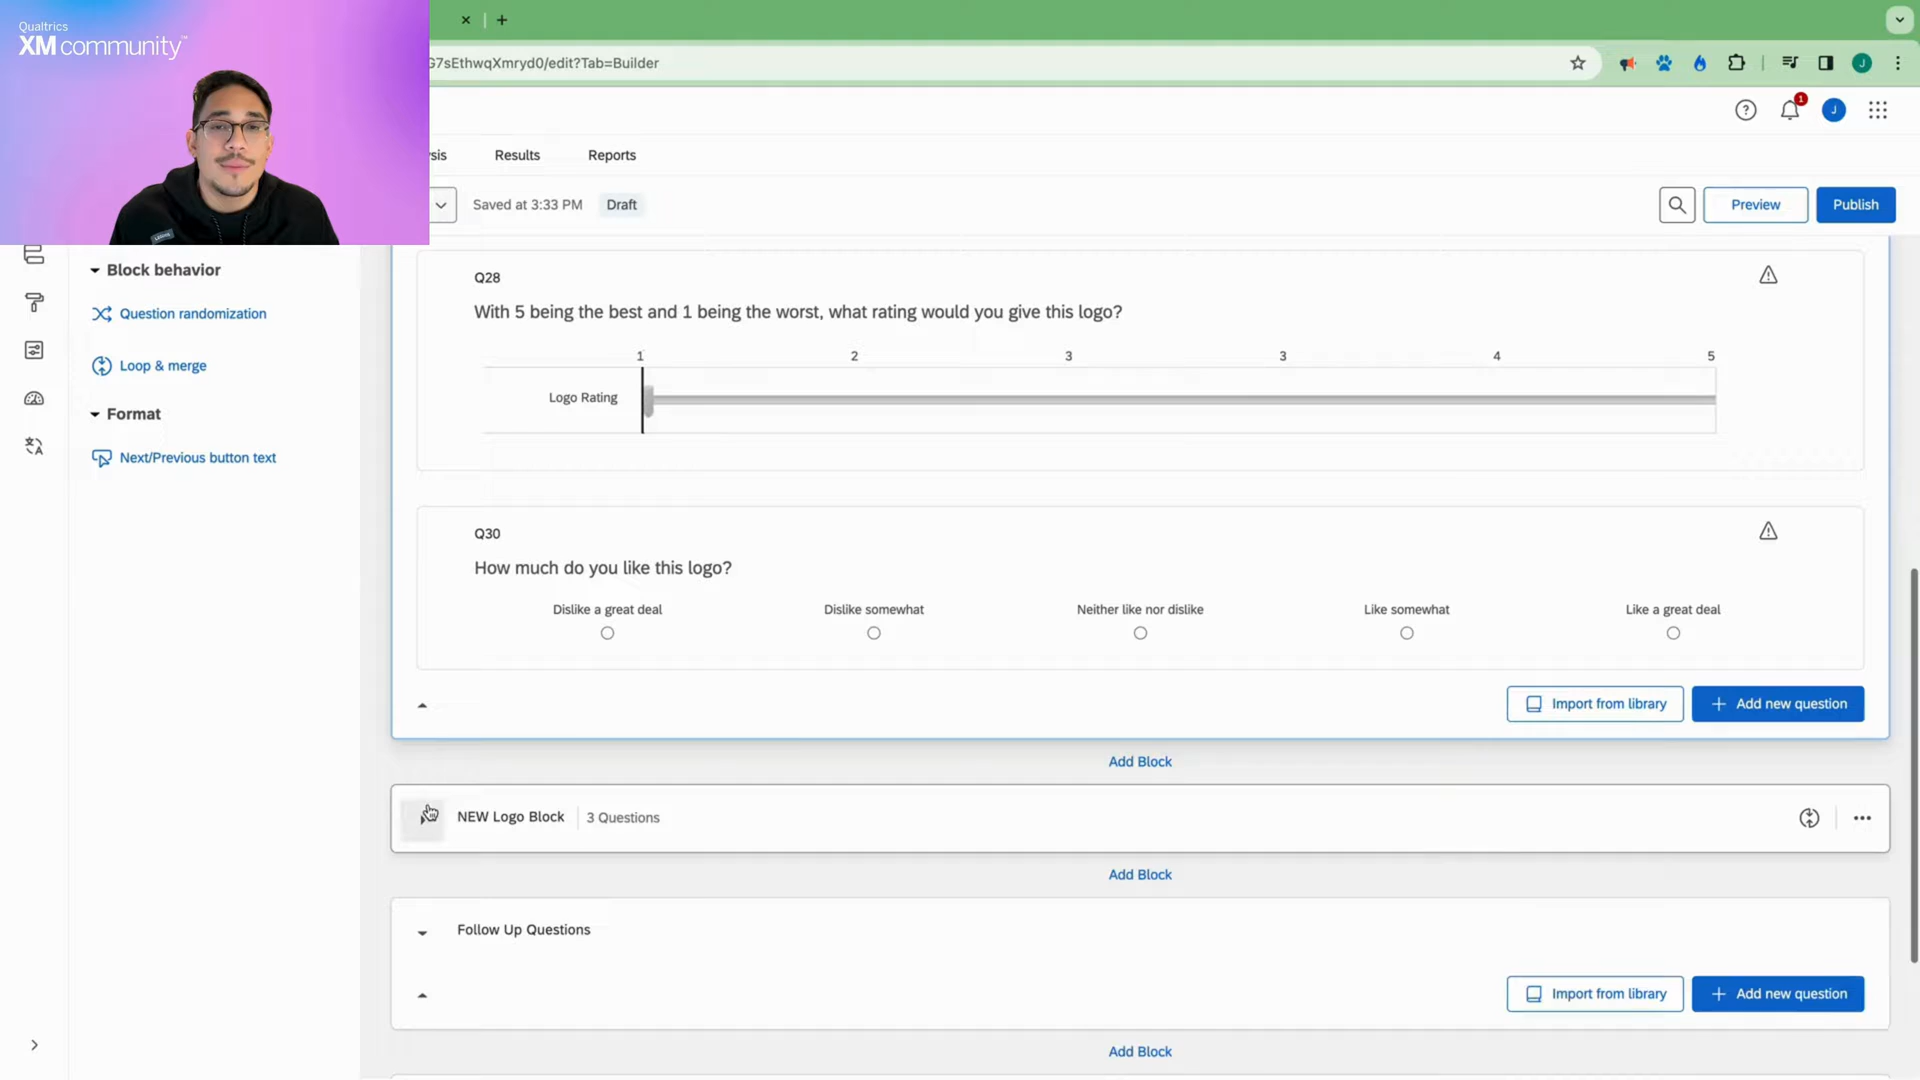 Qualtrics
XM community™
G7sEthwqXmryd0/edit?Tab=Builder
J
1
J
ysis
Results
Reports
Saved at 3:33 PM
Draft
Preview
Publish
Block behavior
Question randomization
Loop & merge
Format
Next/Previous button text
Q28
With 5 being the best and 1 being the worst, what rating would you give this logo?
1 2 3 3 4 5
Logo Rating
Q30
How much do you like this logo?
Dislike a great deal
Dislike somewhat
Neither like nor dislike
Like somewhat
Like a great deal
Import from library
Add new question
Add Block
NEW Logo Block
3 Questions
Add Block
Follow Up Questions
Import from library
Add new question
Add Block